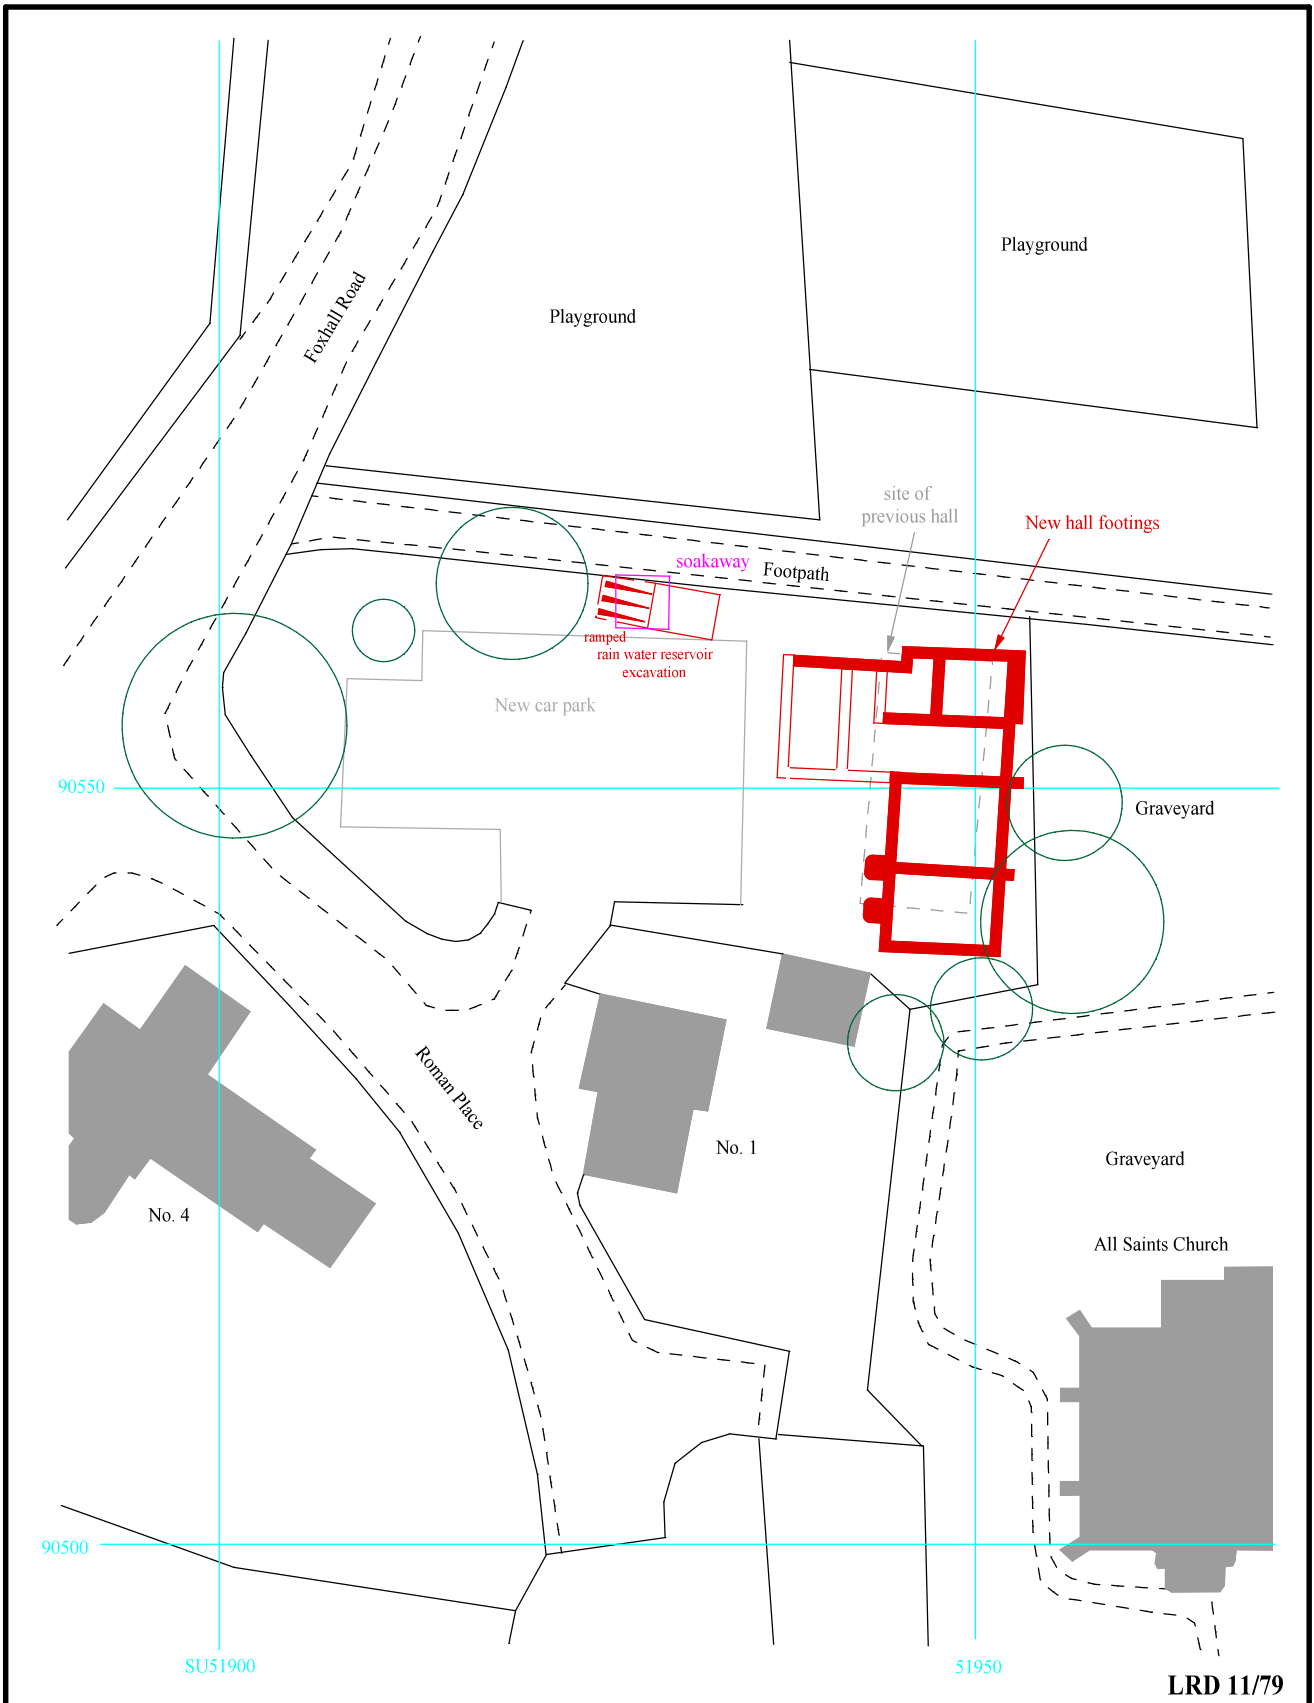 Playground
Foxhall Road
Playground
site of
previous hall
New hall footings
soakaway
Footpath
ramped
rain water reservoir
excavation
New car park
90550
Graveyard
Roman Place
No. 1
Graveyard
No. 4
All Saints Church
90500
SU51900
51950
LRD 11/79